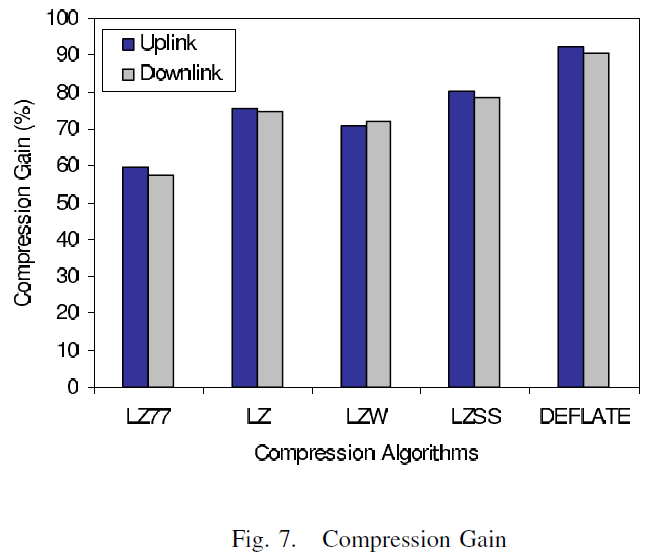 100
90
80
70
60
50
40
30
20
10
0
Compression Gain (%)
Uplink
Downlink
LZ77 LZ LZW LZSS DEFLATE
Compression Algorithms
Fig. 7. Compression Gain